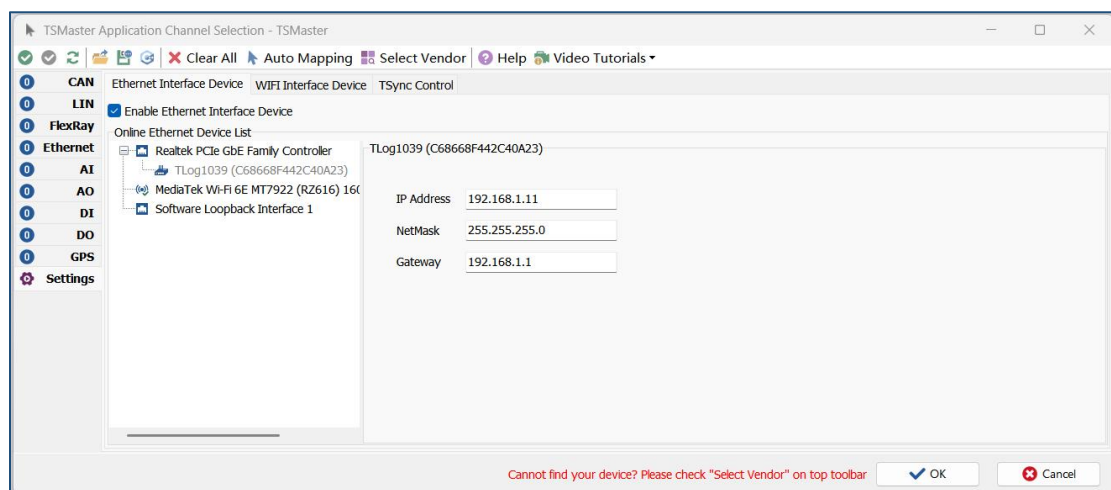 TSMaster Application Channel Selection - TSMaster
Clear All Auto Mapping Select Vendor Help Video Tutorials
0 CAN
0 LIN
0 FlexRay
0 Ethernet
0 AI
0 AO
0 DI
0 DO
0 GPS
Settings
Ethernet Interface Device WIFI Interface Device TSync Control
Enable Ethernet Interface Device
Online Ethernet Device List
Realtek PCIe GbE Family Controller
TLog1039 (C68668F442C40A23)
MediaTek Wi-Fi 6E MT7922 (RZ616) 160
Software Loopback Interface 1
TLog1039 (C68668F442C40A23)
IP Address 192.168.1.11
NetMask 255.255.255.0
Gateway 192.168.1.1
Cannot find your device? Please check "Select Vendor" on top toolbar
OK
Cancel